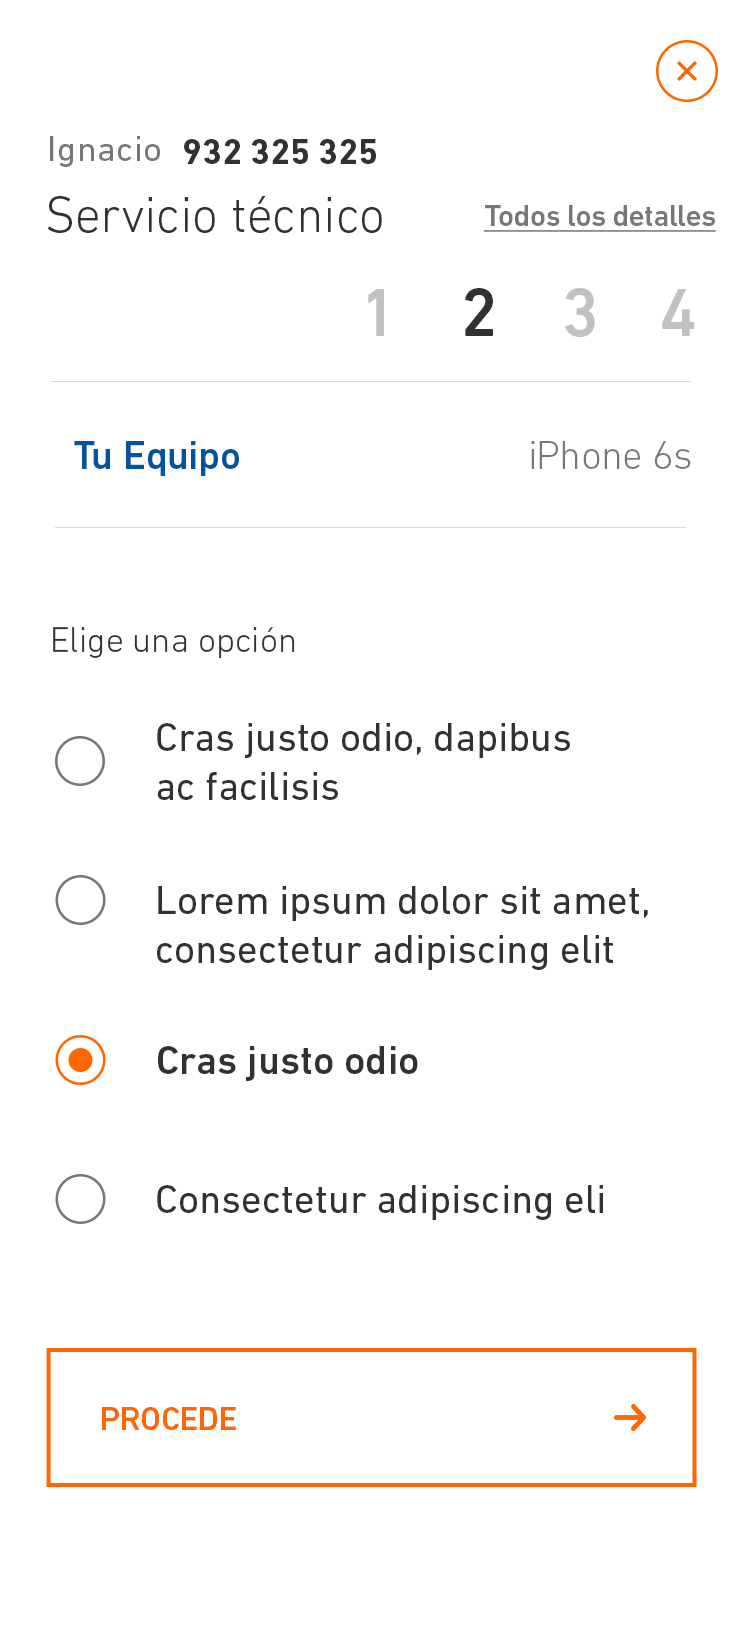 Ignacio 932 325 325
Servicio técnico
Todos los detalles
1 2 3 4
Tu Equipo iPhone 6s
Elige una opción
Cras justo odio, dapibus
ac facilisis
Lorem ipsum dolor sit amet,
consectetur adipiscing elit
Cras justo odio
Consectetur adipiscing eli
PROCEDE